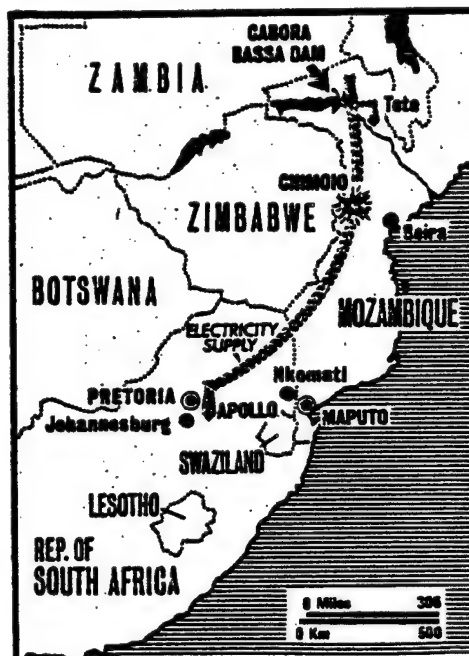 CABORA
BASSA DAM
ZAMBIA
Tete
CHIMOIO
ZIMBABWE
Beira
BOTSWANA
MOZAMBIQUE
ELECTRICITY
SUPPLY
Nkomati
PRETORIA
APOLLO
MAPUTO
Johannesburg
SWAZILAND
LESOTHO
REP. OF
SOUTH AFRICA
0 Miles 305
0 Km 500